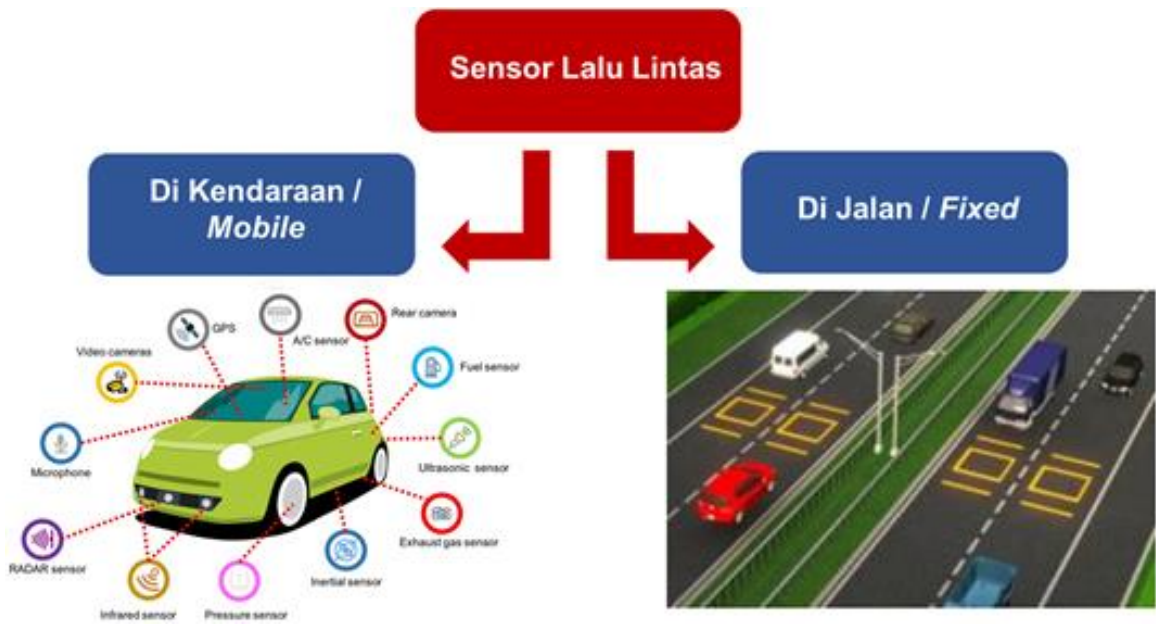 Sensor Lalu Lintas
Di Kendaraan /
Mobile
Di Jalan / Fixed
GPS
A/C sensor
Rear camera
Video cameras
Fuel sensor
Microphone
Ultrasonic sensor
RADAR sensor
Exhaust gas sensor
Infrared sensor
Pressure sensor
Inertial sensor